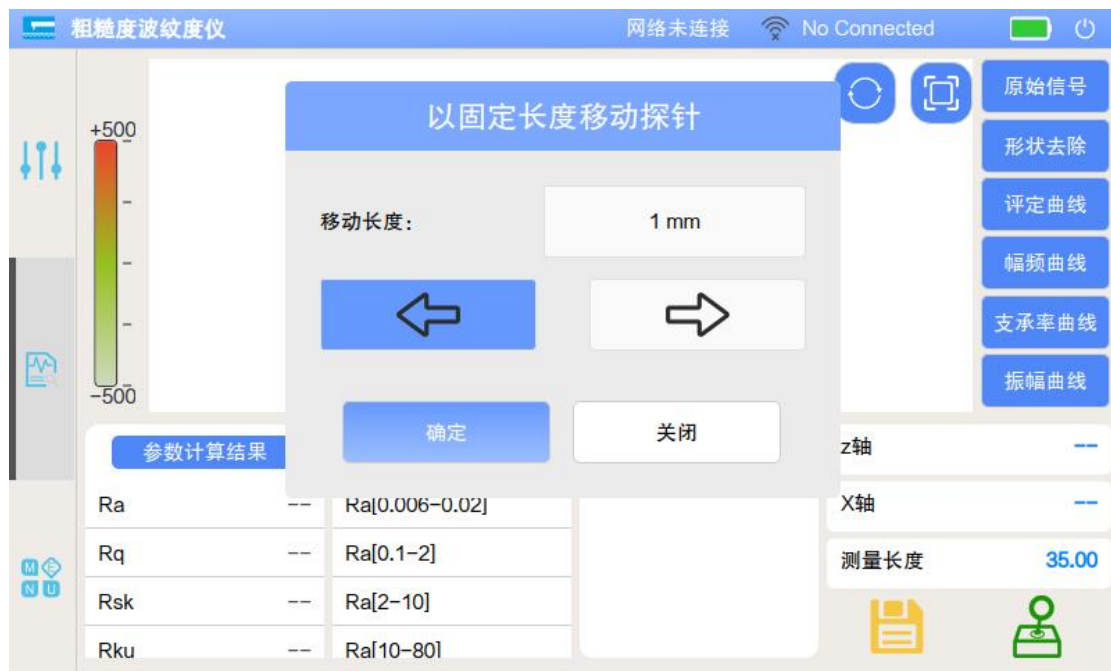 粗糙度波纹度仪
网络未连接
No Connected
+500
-500
以固定长度移动探针
移动长度：
1 mm
确定
关闭
原始信号
形状去除
评定曲线
幅频曲线
支承率曲线
振幅曲线
参数计算结果
Ra -- Ra[0.006-0.02]
Rq -- Ra[0.1-2]
Rsk -- Ra[2-10]
Rku -- Ra[10-80]
z轴 --
X轴 --
测量长度 35.00
M E
N U